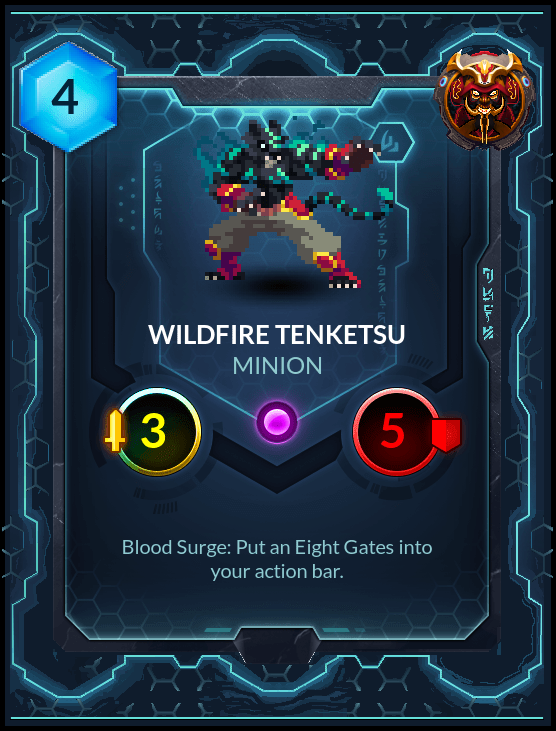 4
WILDFIRE TENKETSU
MINION
3
5
Blood Surge: Put an Eight Gates into
your action bar.